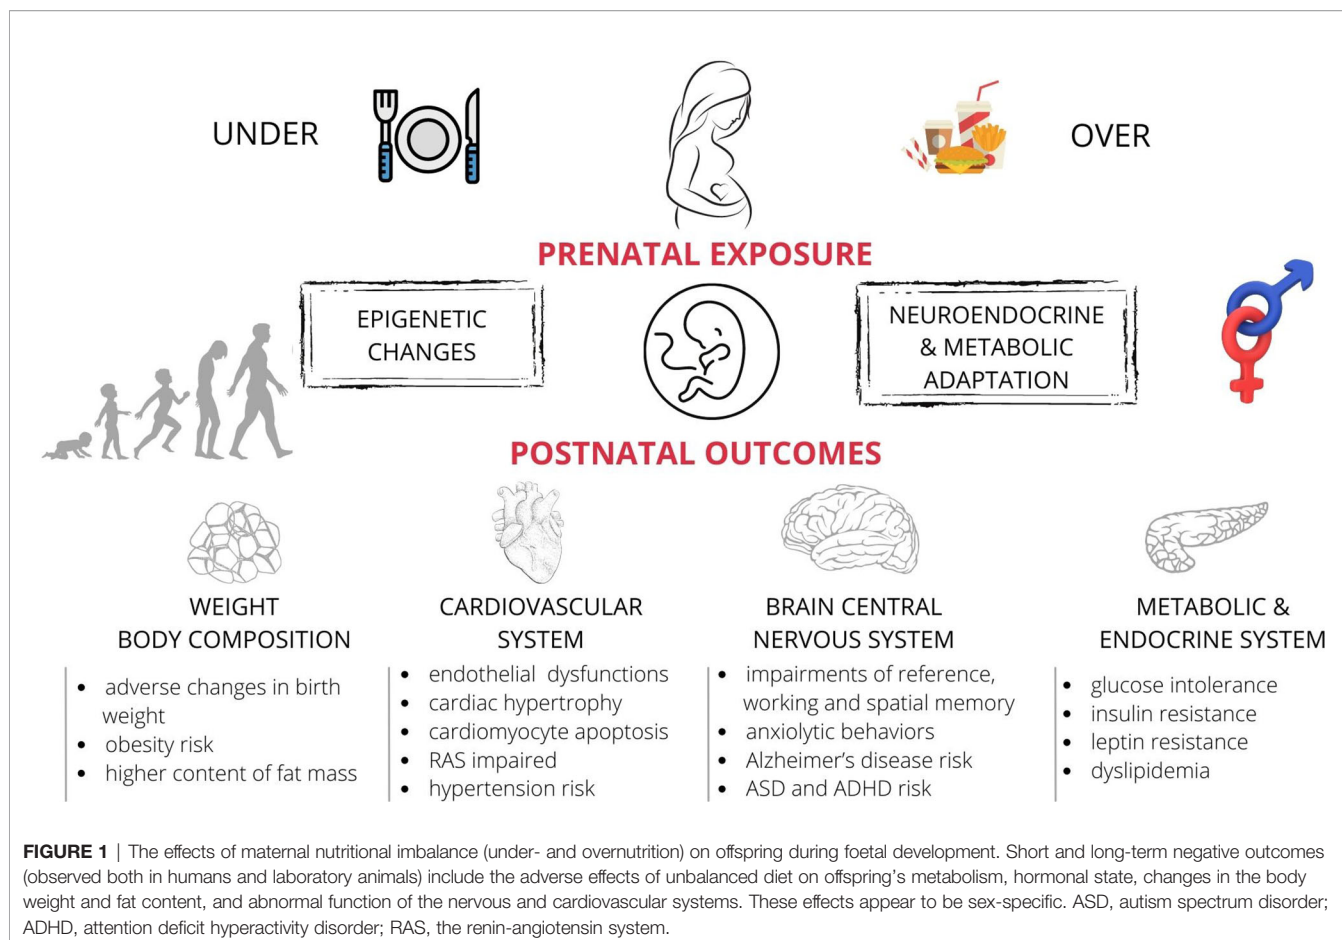 UNDER
OVER
PRENATAL EXPOSURE
EPIGENETIC
CHANGES
NEUROENDOCRINE
& METABOLIC
ADAPTATION
POSTNATAL OUTCOMES
WEIGHT
BODY COMPOSITION
• adverse changes in birth
weight
• obesity risk
• higher content of fat mass
CARDIOVASCULAR
SYSTEM
• endothelial dysfunctions
• cardiac hypertrophy
• cardiomyocyte apoptosis
• RAS impaired
• hypertension risk
BRAIN CENTRAL
NERVOUS SYSTEM
• impairments of reference,
working and spatial memory
• anxiolytic behaviors
• Alzheimer's disease risk
• ASD and ADHD risk
METABOLIC &
ENDOCRINE SYSTEM
• glucose intolerance
• insulin resistance
• leptin resistance
• dyslipidemia
FIGURE 1 | The effects of maternal nutritional imbalance (under- and overnutrition) on offspring during foetal development. Short and long-term negative outcomes
(observed both in humans and laboratory animals) include the adverse effects of unbalanced diet on offspring's metabolism, hormonal state, changes in the body
weight and fat content, and abnormal function of the nervous and cardiovascular systems. These effects appear to be sex-specific. ASD, autism spectrum disorder;
ADHD, attention deficit hyperactivity disorder; RAS, the renin-angiotensin system.